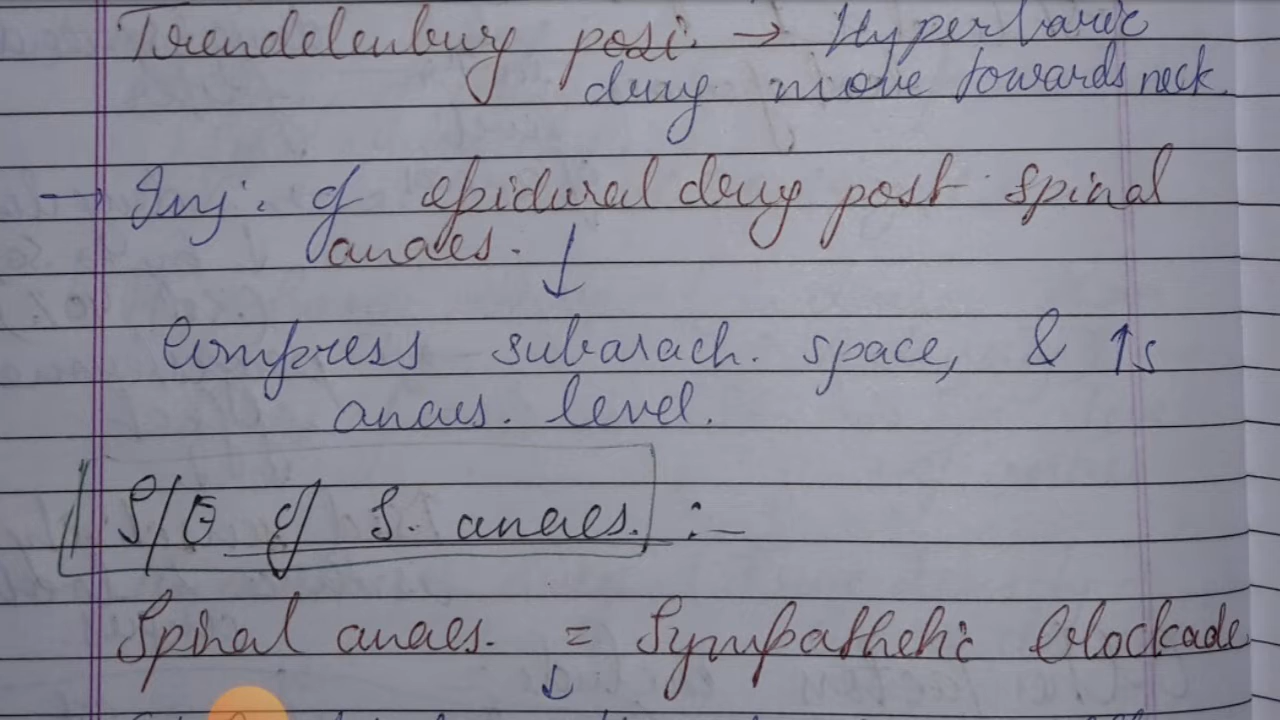 Trendelenbury posi. → Hyperbaric
drug move towards neck
→ Inj. of epidural drug post spinal
anaes. ↓
Compress subarach. space, & ↑s
anaes. level.
S/E of S. anaes. :-
Spinal anaes. = Sympathetic blockade
↓